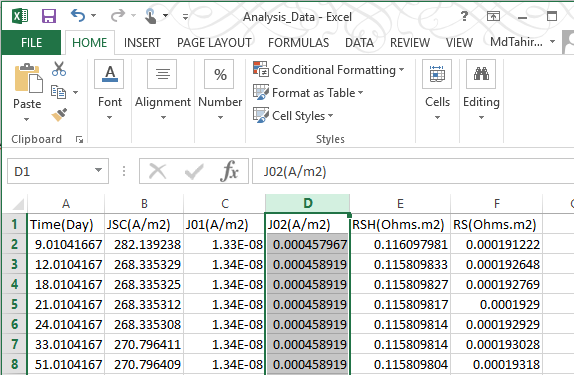 Analysis_Data - Excel
FILE HOME INSERT PAGE LAYOUT FORMULAS DATA REVIEW VIEW MdTahir...
Paste
Clipboard
Font
Alignment
Number
Conditional Formatting
Format as Table
Cell Styles
Styles
Cells
Editing
D1 fx J02(A/m2)
A B C D E F
1 Time(Day) JSC(A/m2) J01(A/m2) J02(A/m2) RSH(Ohms.m2) RS(Ohms.m2)
2 9.01041667 282.139238 1.33E-08 0.000457967 0.116097981 0.000191222
3 12.0104167 268.335329 1.34E-08 0.000458919 0.115809833 0.000192648
4 18.0104167 268.335325 1.34E-08 0.000458919 0.115809827 0.000192769
5 21.0104167 268.335312 1.34E-08 0.000458919 0.115809817 0.0001929
6 24.0104167 268.335308 1.34E-08 0.000458919 0.115809814 0.000192929
7 33.0104167 270.796411 1.34E-08 0.000458919 0.115809814 0.000193028
8 51.0104167 270.796409 1.34E-08 0.000458919 0.115809804 0.00019318